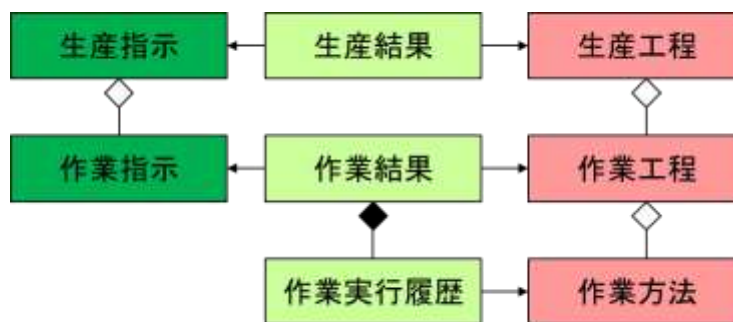 生産指示
生産結果
生産工程
作業指示
作業結果
作業工程
作業実行履歴
作業方法